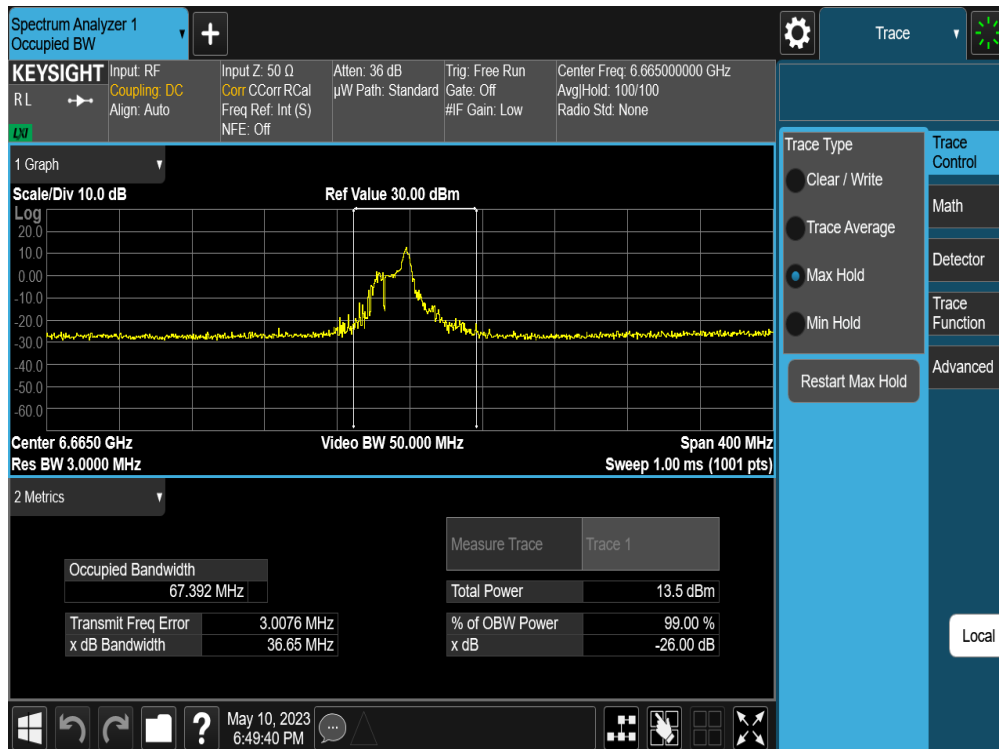 Spectrum Analyzer 1
Occupied BW
+
Trace
KEYSIGHT
R L
LXI
Input: RF
Coupling: DC
Align: Auto
Input Z: 50 Ω
Corr CCorr RCal
Freq Ref: Int (S)
NFE: Off
Atten: 36 dB
µW Path: Standard
Trig: Free Run
Gate: Off
#IF Gain: Low
Center Freq: 6.665000000 GHz
Avg|Hold: 100/100
Radio Std: None
1 Graph
Scale/Div 10.0 dB
Ref Value 30.00 dBm
Log
20.0
10.0
0.00
-10.0
-20.0
-30.0
-40.0
-50.0
-60.0
Center 6.6650 GHz
Video BW 50.000 MHz
Span 400 MHz
Res BW 3.0000 MHz
Sweep 1.00 ms (1001 pts)
2 Metrics
Measure Trace
Trace 1
Occupied Bandwidth
67.392 MHz
Total Power
13.5 dBm
Transmit Freq Error
3.0076 MHz
% of OBW Power
99.00 %
x dB Bandwidth
36.65 MHz
x dB
-26.00 dB
Trace Type
Clear / Write
Trace Average
Max Hold
Min Hold
Restart Max Hold
Trace
Control
Math
Detector
Trace
Function
Advanced
Local
?
May 10, 2023
6:49:40 PM